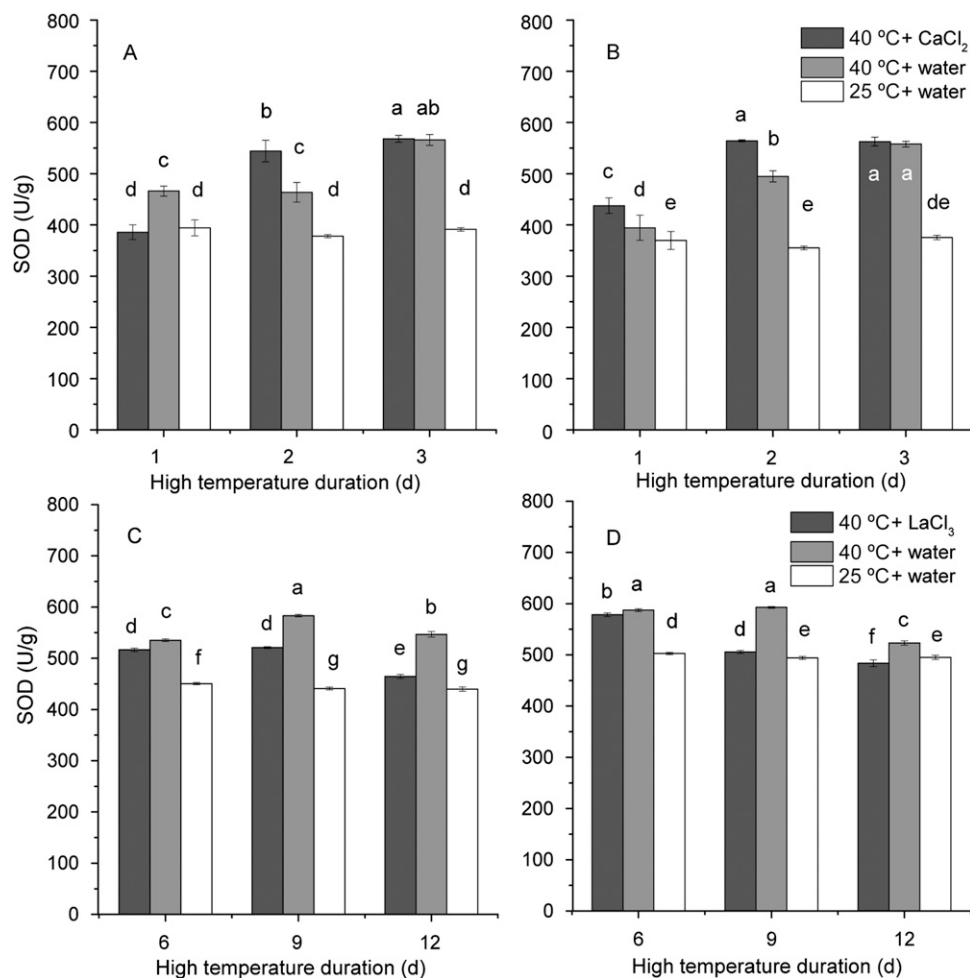 A
800
700
600
500
400
300
200
100
0
SOD (U/g)
d c d
b c d
a ab d
1 2 3
High temperature duration (d)
B
40 ºC+ CaCl₂
40 ºC+ water
25 ºC+ water
800
700
600
500
400
300
200
100
0
c d e
a b e
a a de
1 2 3
High temperature duration (d)
C
800
700
600
500
400
300
200
100
0
SOD (U/g)
d c f
d a g
e b g
6 9 12
High temperature duration (d)
D
40 ºC+ LaCl₃
40 ºC+ water
25 ºC+ water
800
700
600
500
400
300
200
100
0
b a d
d a e
f c e
6 9 12
High temperature duration (d)